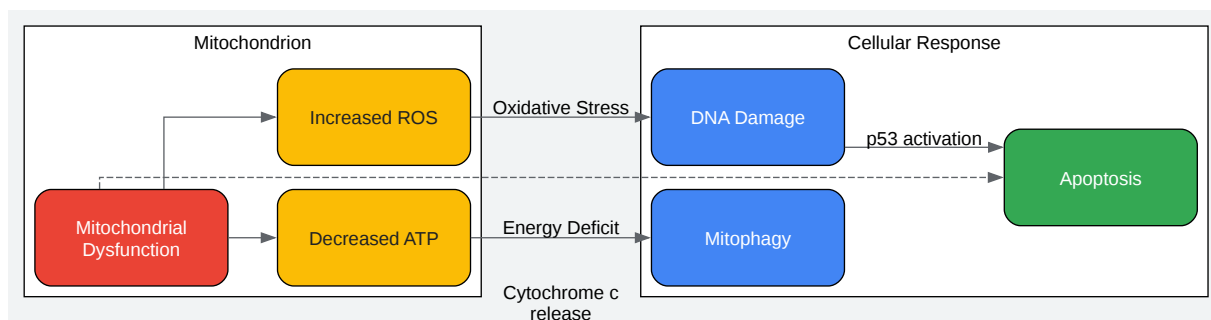 Mitochondrion
Cellular Response
Increased ROS
Oxidative Stress
DNA Damage
p53 activation
Apoptosis
Mitochondrial
Dysfunction
Decreased ATP
Energy Deficit
Mitophagy
Cytochrome c
release